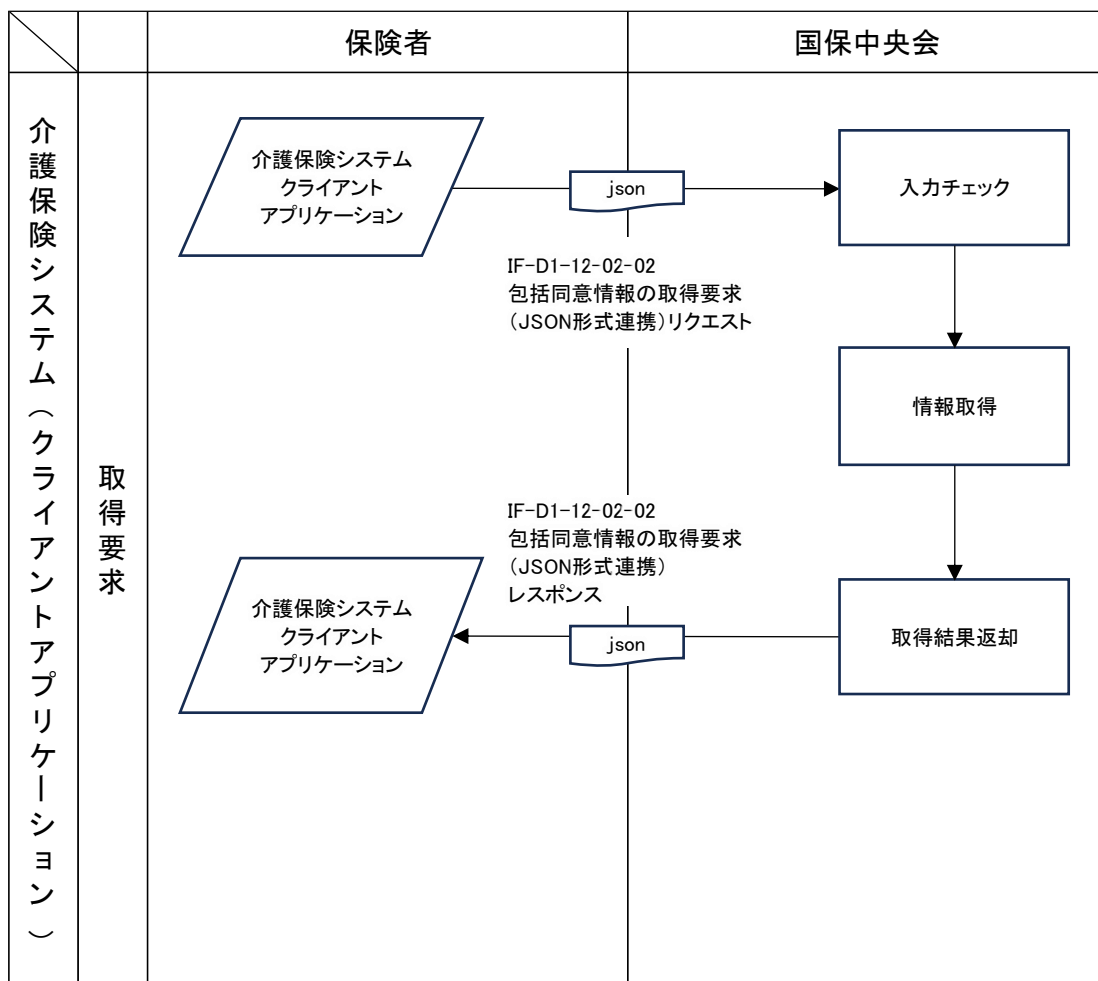 保険者
国保中央会
介護保険システム（クライアントアプリケーション）
取得要求
介護保険システム
クライアント
アプリケーション
json
入力チェック
IF-D1-12-02-02
包括同意情報の取得要求
（JSON形式連携）リクエスト
情報取得
IF-D1-12-02-02
包括同意情報の取得要求
（JSON形式連携）
レスポンス
介護保険システム
クライアント
アプリケーション
json
取得結果返却